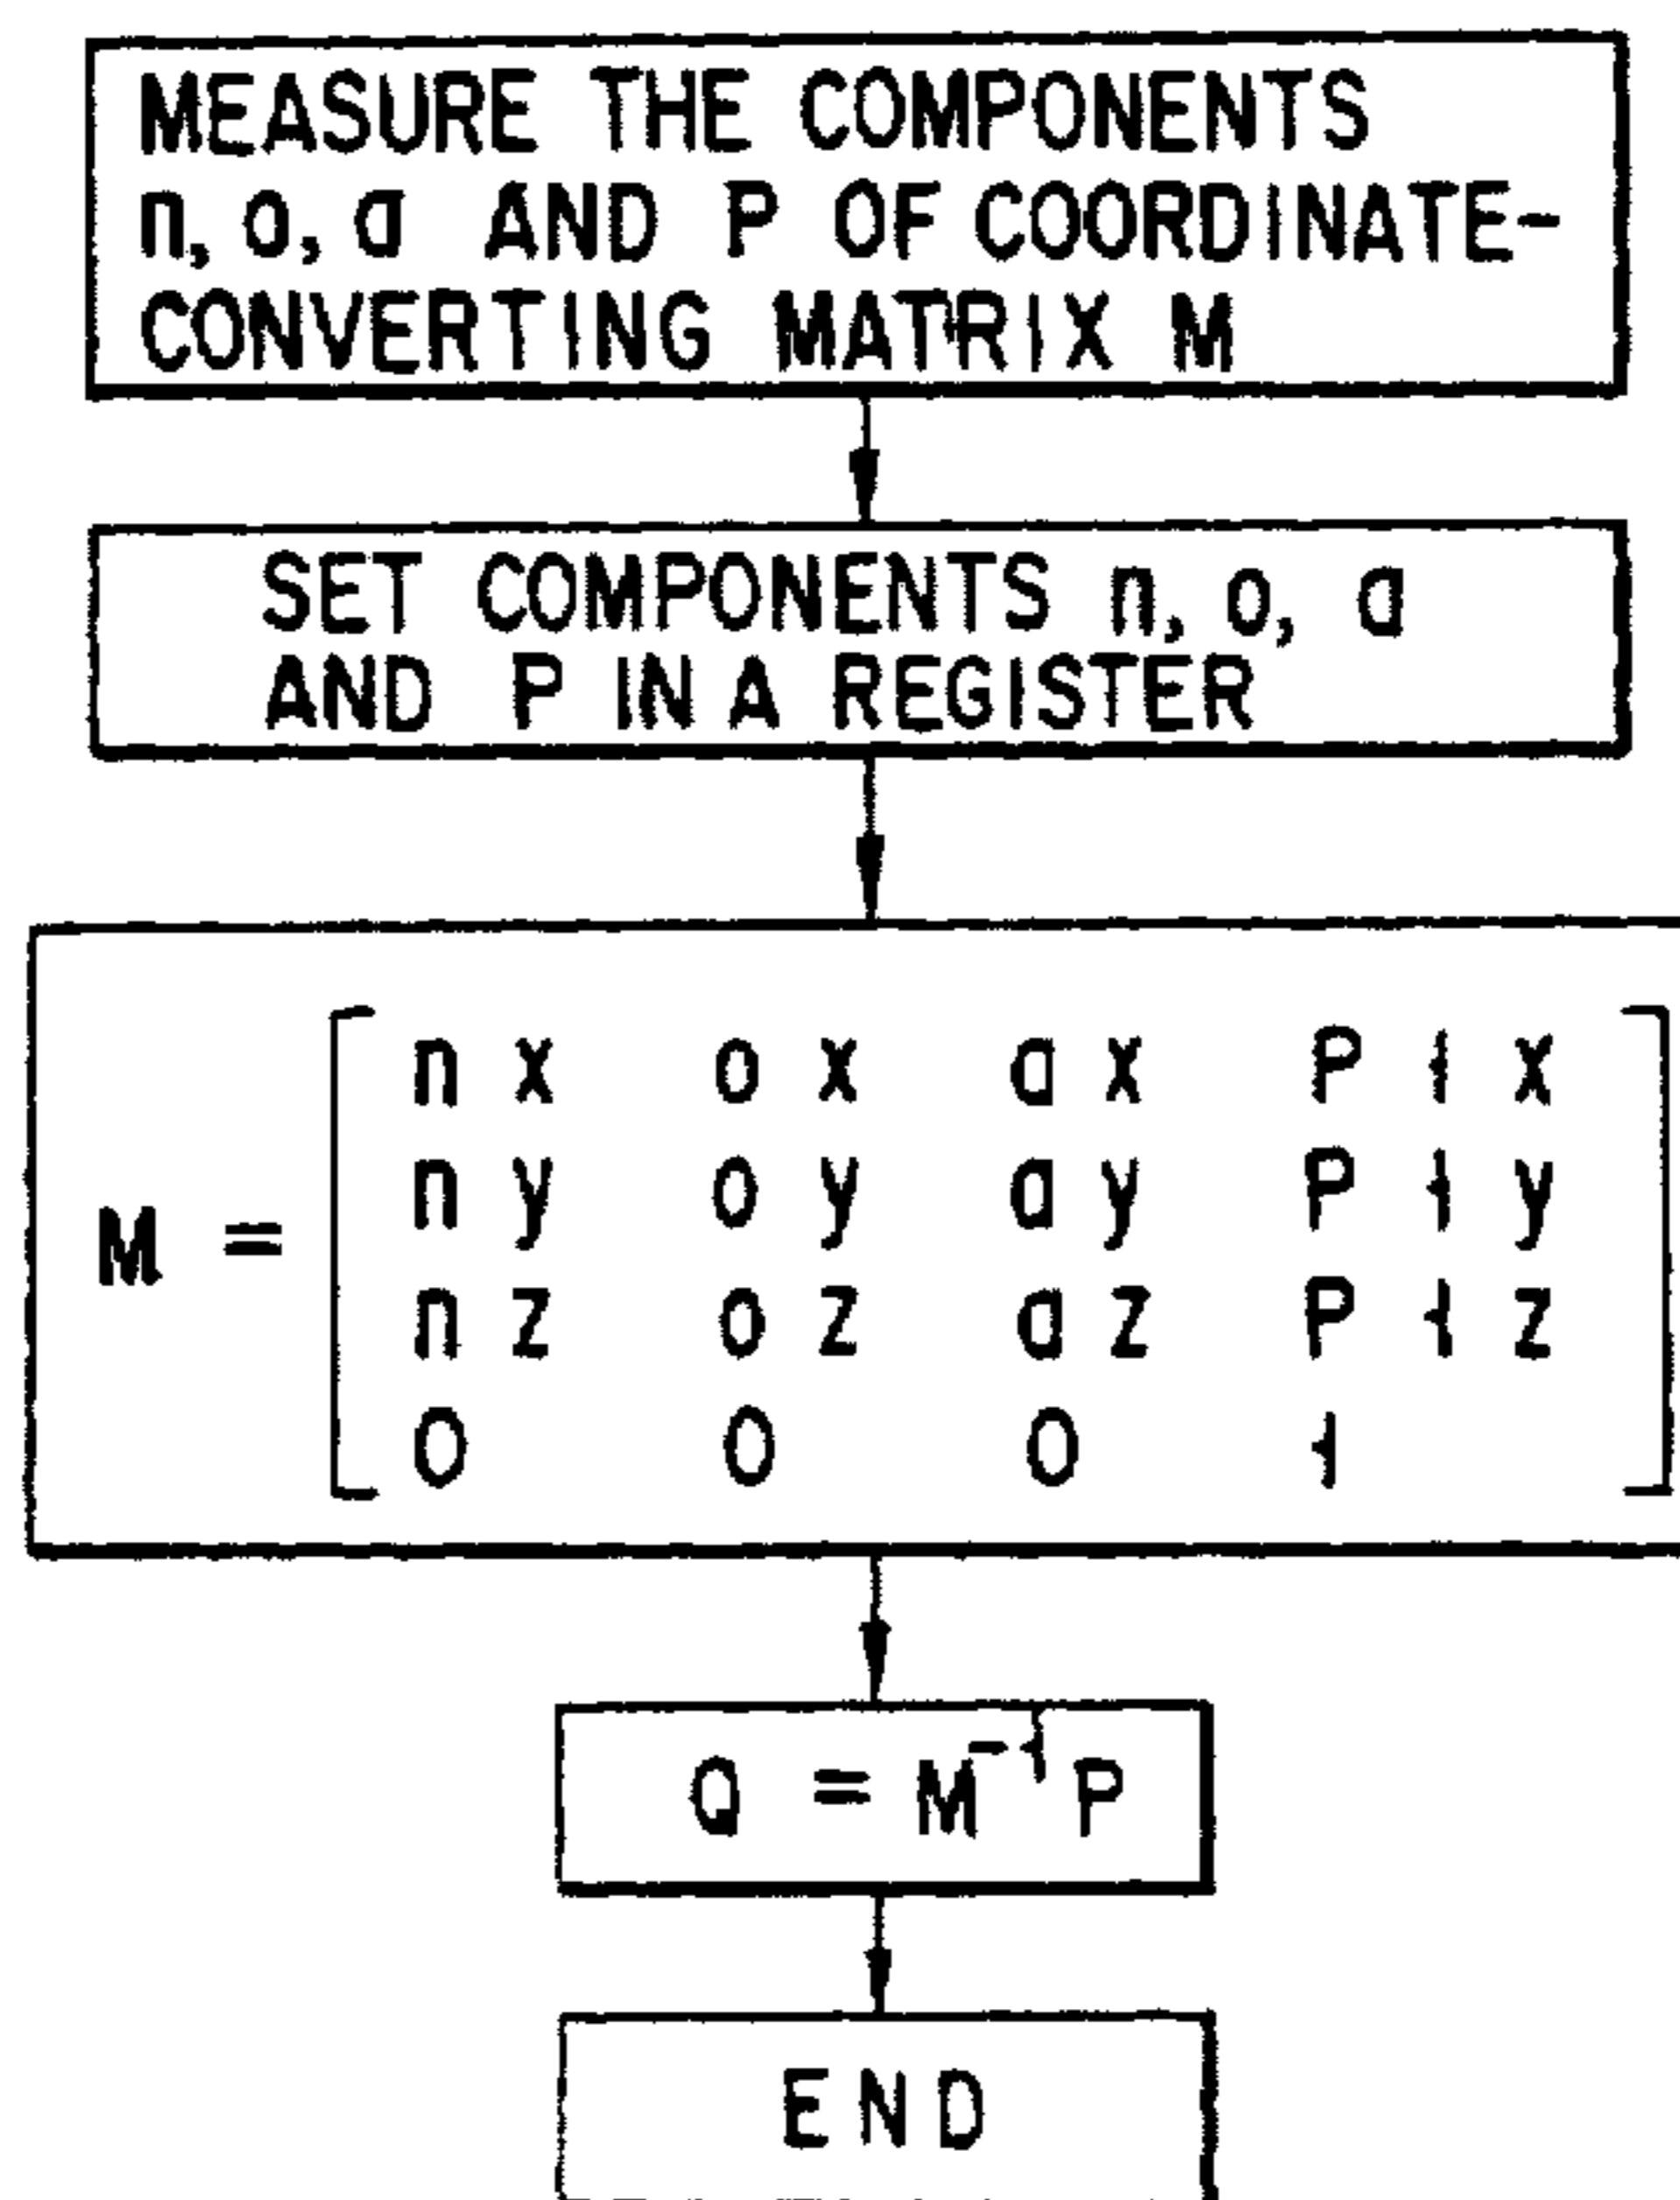 MEASURE THE COMPONENTS
n, o, a AND P OF COORDINATE-
CONVERTING MATRIX M
SET COMPONENTS n, o, a
AND P IN A REGISTER
n x o x a x P 1 x
n y o y a y P 1 y
M =
n z o z a z P 1 z
0 0 0 1
Q = M⁻¹ P
END